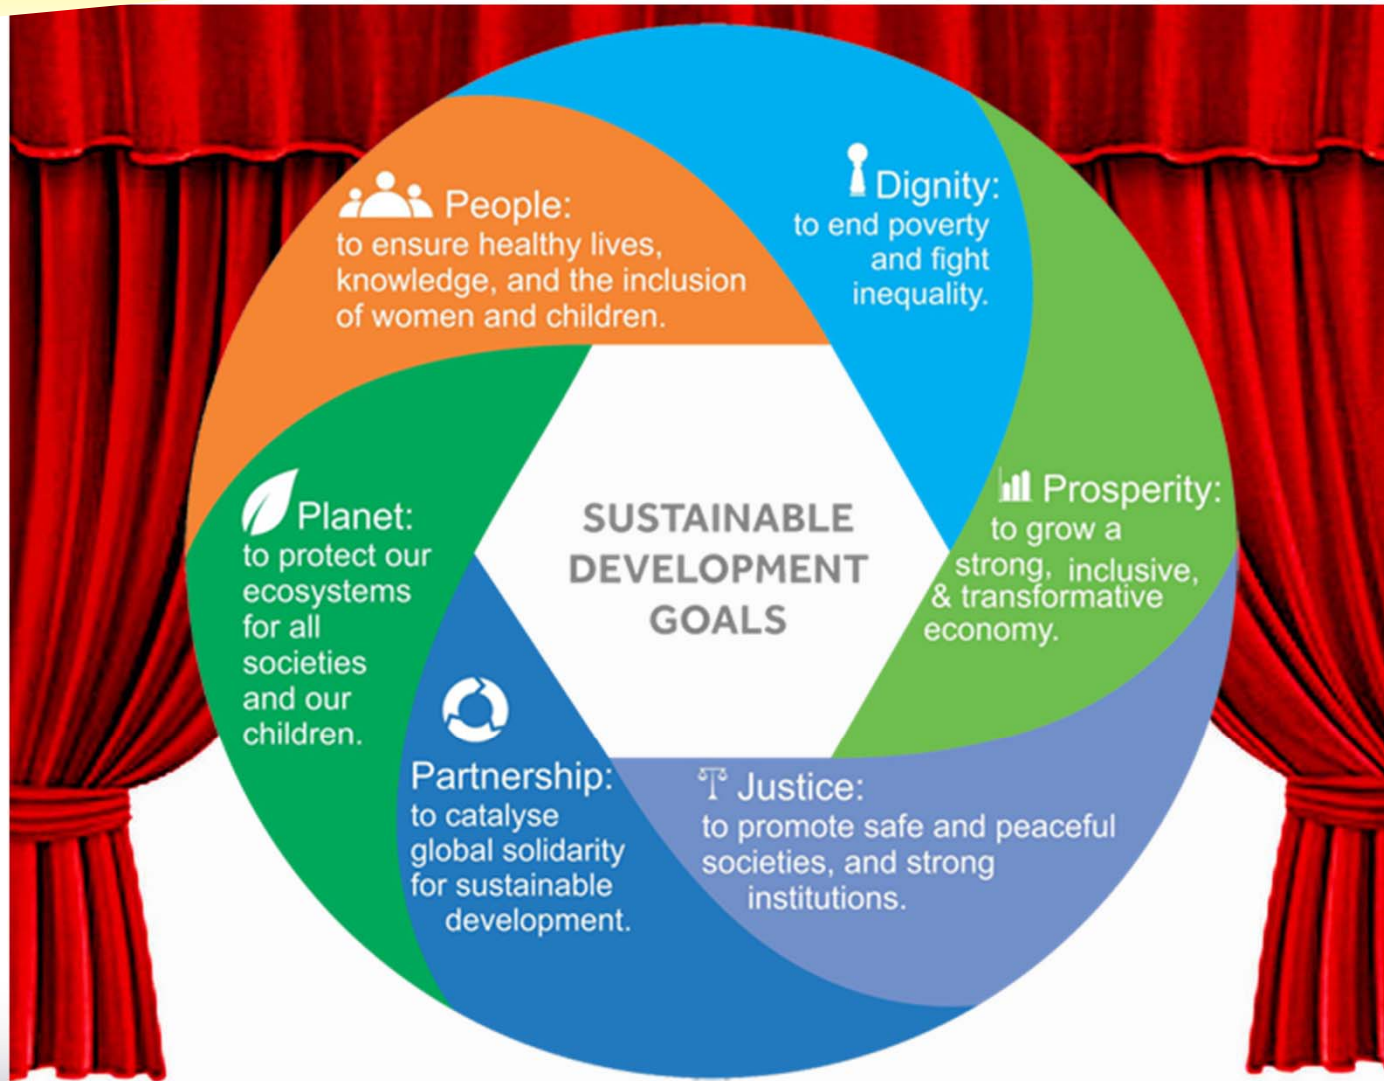 People:
to ensure healthy lives,
knowledge, and the inclusion
of women and children.
Dignity:
to end poverty
and fight
inequality.
Prosperity:
to grow a
strong, inclusive,
& transformative
economy.
Justice:
to promote safe and peaceful
societies, and strong
institutions.
Partnership:
to catalyse
global solidarity
for sustainable
development.
Planet:
to protect our
ecosystems
for all
societies
and our
children.
SUSTAINABLE
DEVELOPMENT
GOALS